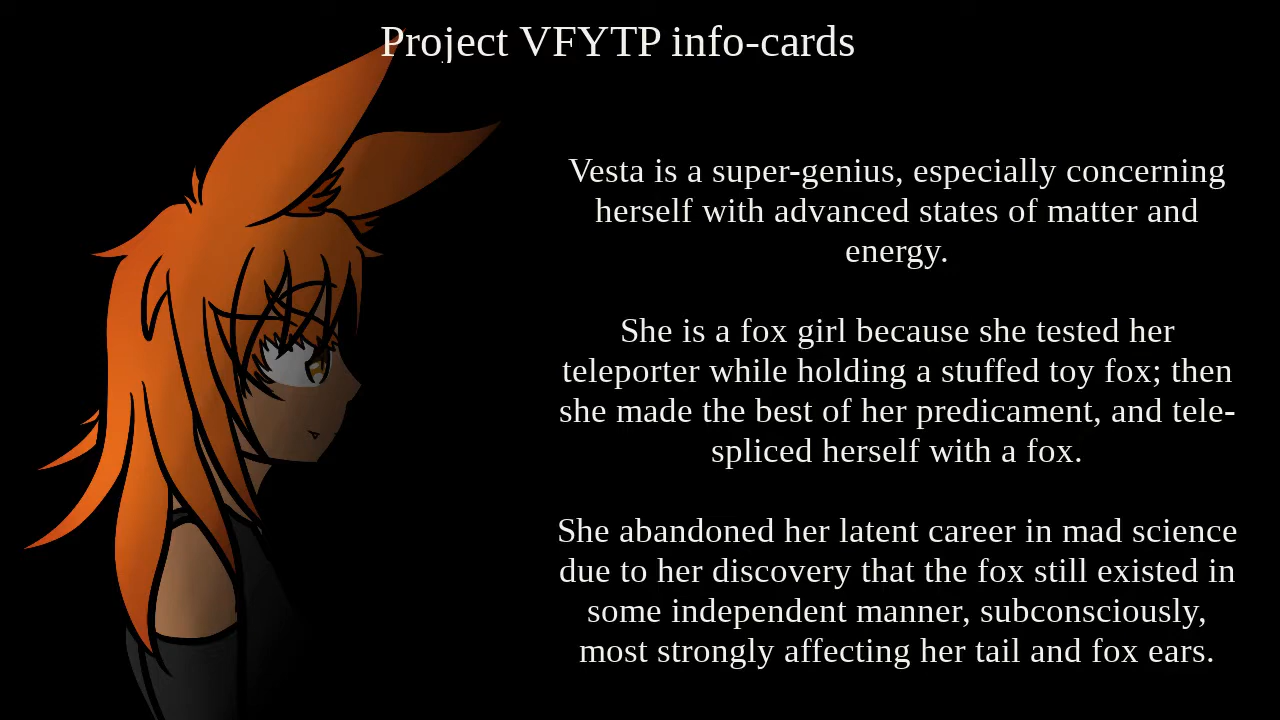 Project VFYTP info-cards
Vesta is a super-genius, especially concerning
herself with advanced states of matter and
energy.
She is a fox girl because she tested her
teleporter while holding a stuffed toy fox; then
she made the best of her predicament, and tele-
spliced herself with a fox.
She abandoned her latent career in mad science
due to her discovery that the fox still existed in
some independent manner, subconsciously,
most strongly affecting her tail and fox ears.